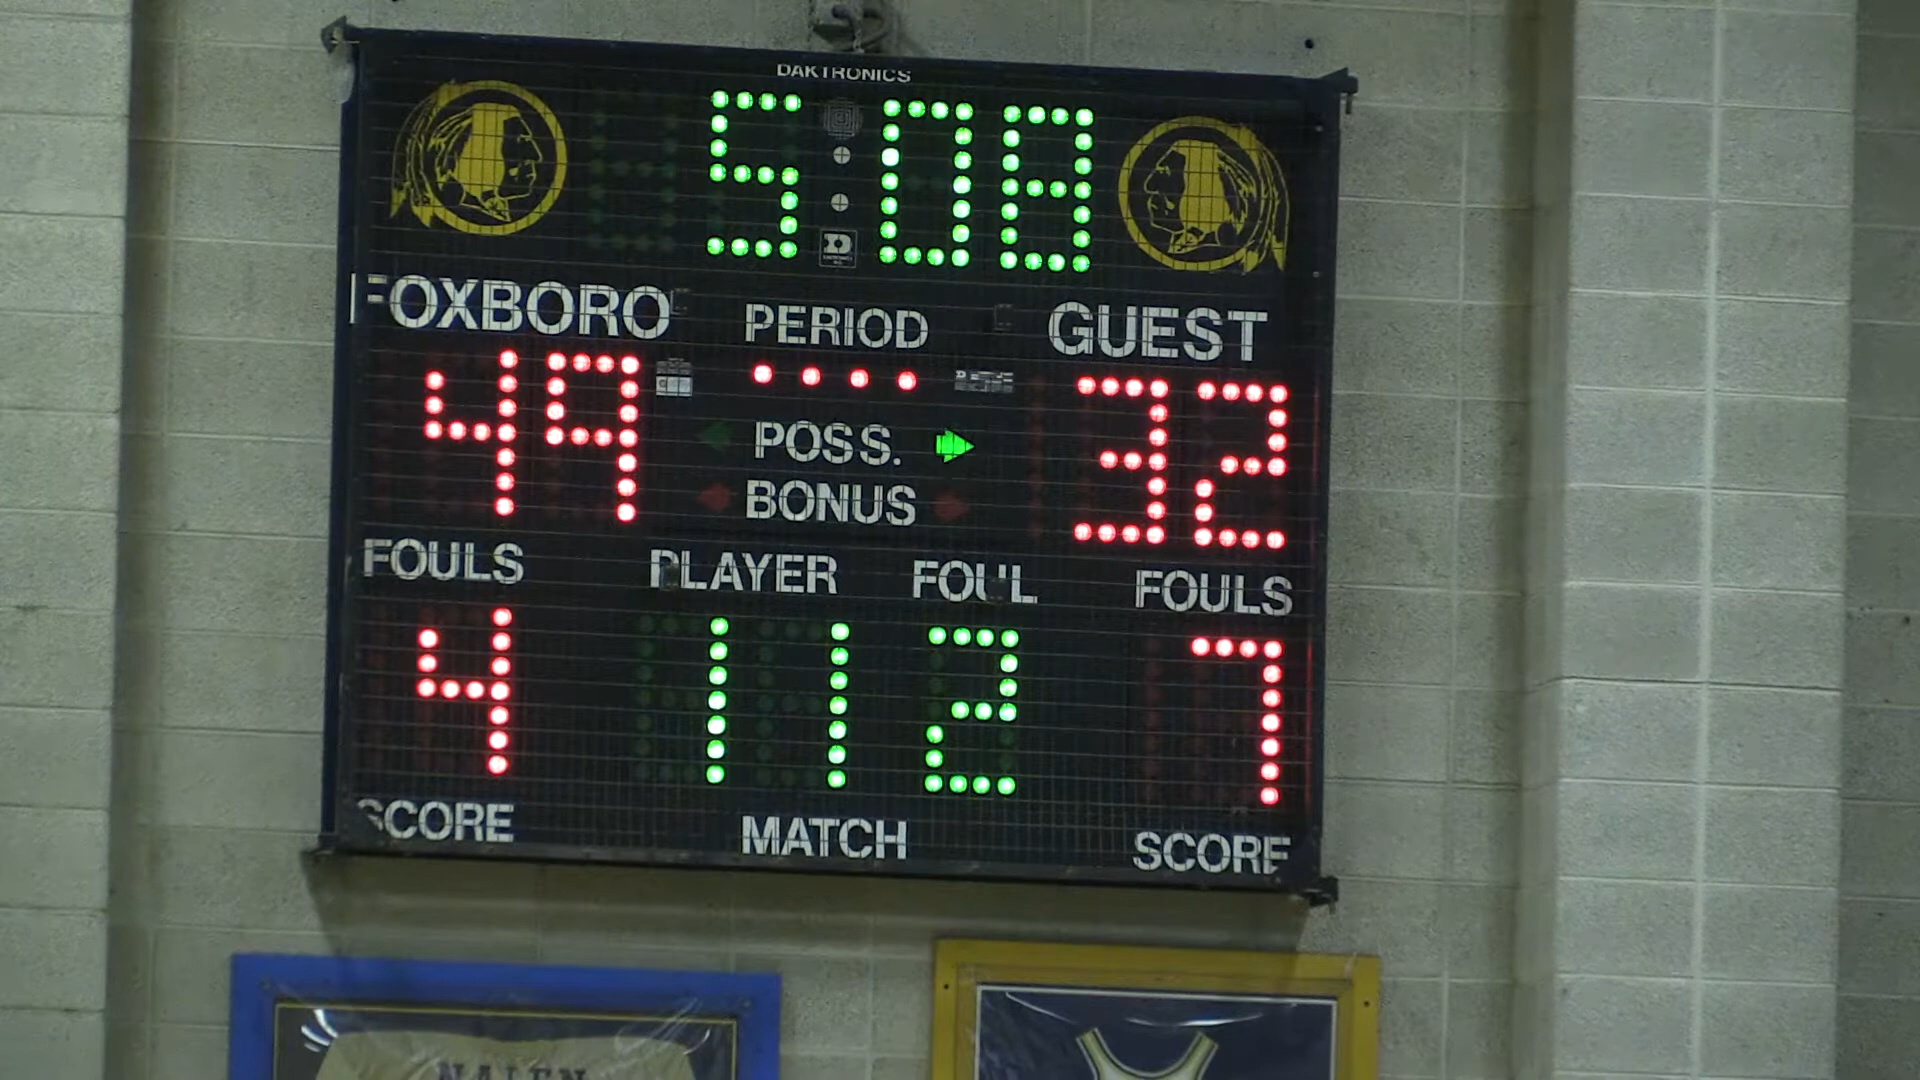 DAKTRONICS
5:08
FOXBORO PERIOD GUEST
49 32
POSS.
BONUS
FOULS PLAYER FOUL FOULS
4 11 2 7
SCORE MATCH SCORE
NALEN